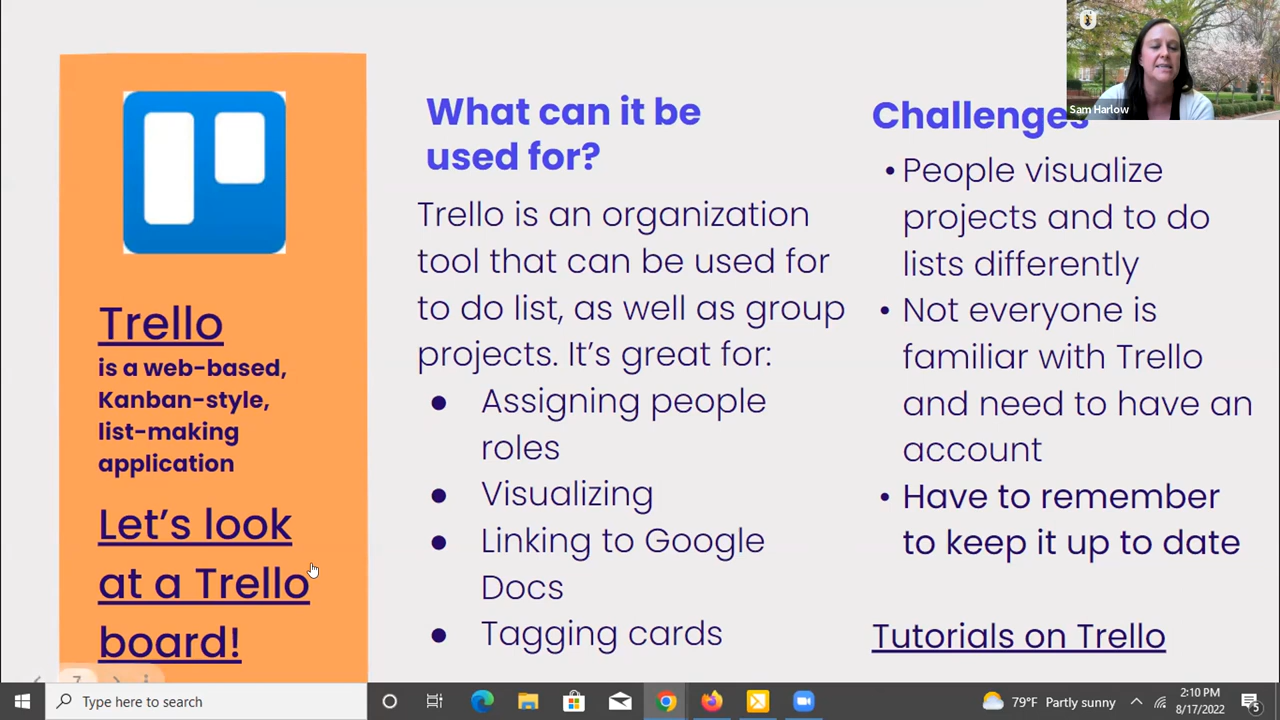 Trello
is a web-based,
Kanban-style,
list-making
application
Let's look
at a Trello
board!
What can it be
used for?
Trello is an organization
tool that can be used for
to do list, as well as group
projects. It's great for:
● Assigning people
roles
● Visualizing
● Linking to Google
Docs
● Tagging cards
Challenges
• People visualize
projects and to do
lists differently
• Not everyone is
familiar with Trello
and need to have an
account
• Have to remember
to keep it up to date
Tutorials on Trello
Sam Harlow
7
Type here to search
79°F Partly sunny
2:10 PM
8/17/2022
5